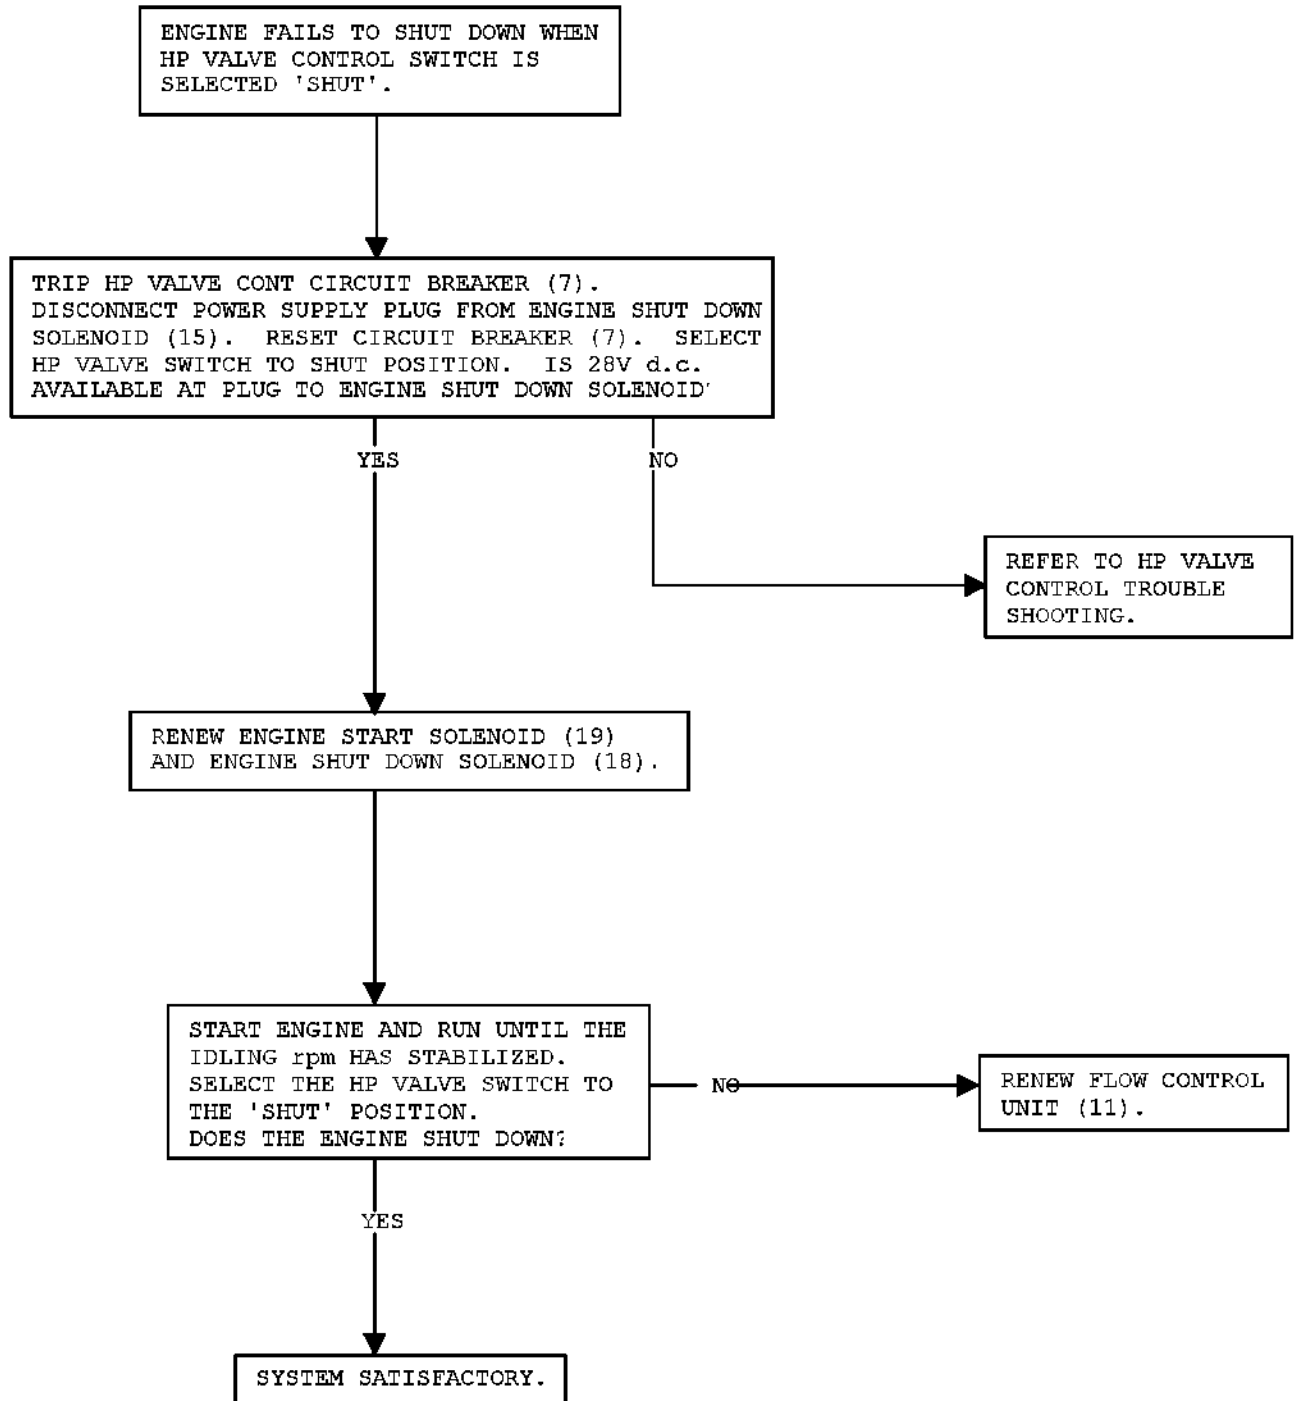 ENGINE FAILS TO SHUT DOWN WHEN
HP VALVE CONTROL SWITCH IS
SELECTED 'SHUT'.
TRIP HP VALVE CONT CIRCUIT BREAKER (7).
DISCONNECT POWER SUPPLY PLUG FROM ENGINE SHUT DOWN
SOLENOID (15). RESET CIRCUIT BREAKER (7). SELECT
HP VALVE SWITCH TO SHUT POSITION. IS 28V d.c.
AVAILABLE AT PLUG TO ENGINE SHUT DOWN SOLENOID'
YES
NO
REFER TO HP VALVE
CONTROL TROUBLE
SHOOTING.
RENEW ENGINE START SOLENOID (19)
AND ENGINE SHUT DOWN SOLENOID (18).
START ENGINE AND RUN UNTIL THE
IDLING rpm HAS STABILIZED.
SELECT THE HP VALVE SWITCH TO
THE 'SHUT' POSITION.
DOES THE ENGINE SHUT DOWN?
NO
RENEW FLOW CONTROL
UNIT (11).
YES
SYSTEM SATISFACTORY.